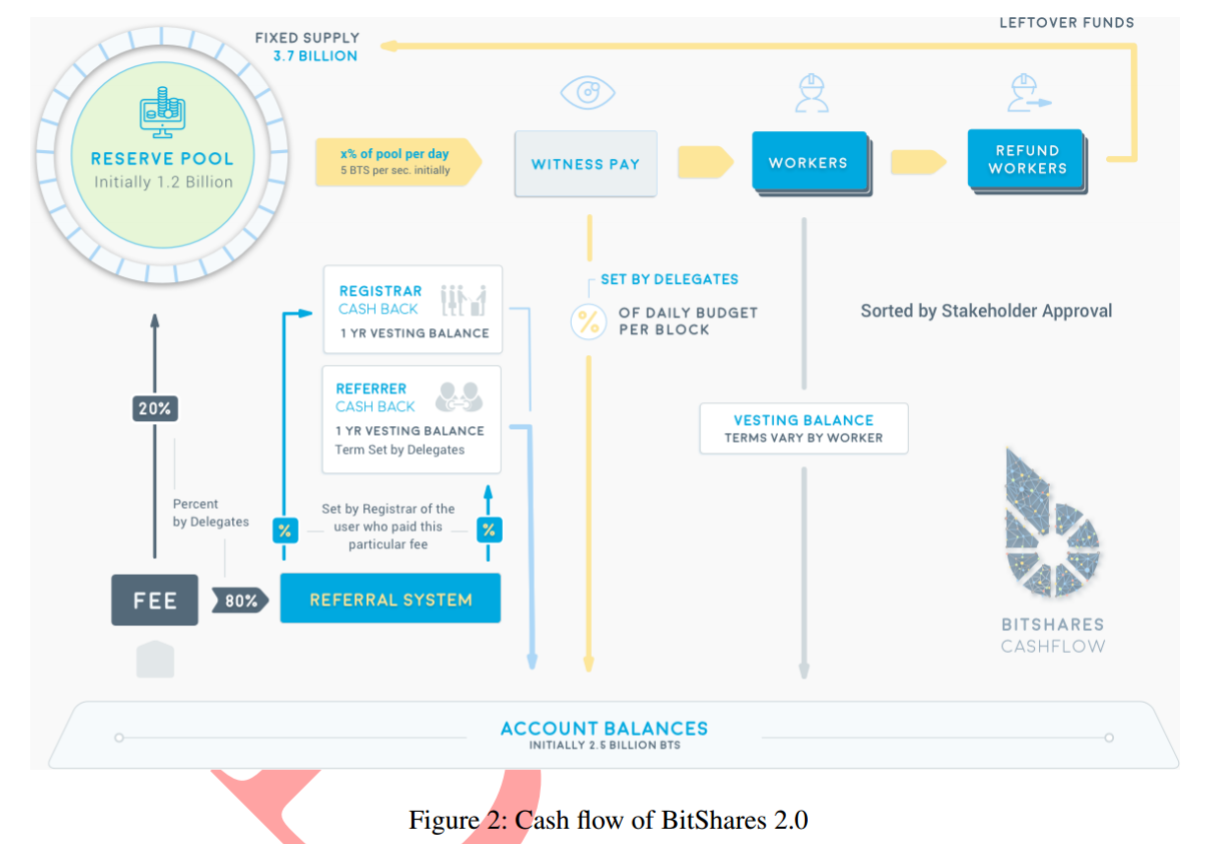 LEFTOVER FUNDS
FIXED SUPPLY
3.7 BILLION
RESERVE POOL
Initially 1.2 Billion
x% of pool per day
5 BTS per sec. initially
WITNESS PAY
WORKERS
REFUND
WORKERS
REGISTRAR
CASH BACK
1 YR VESTING BALANCE
SET BY DELEGATES
%
OF DAILY BUDGET
PER BLOCK
Sorted by Stakeholder Approval
REFERRER
CASH BACK
1 YR VESTING BALANCE
Term Set by Delegates
20%
VESTING BALANCE
TERMS VARY BY WORKER
Percent
by Delegates
%
Set by Registrar of the
user who paid this
particular fee
%
FEE
80%
REFERRAL SYSTEM
BITSHARES
CASHFLOW
ACCOUNT BALANCES
INITIALLY 2.5 BILLION BTS
Figure 2: Cash flow of BitShares 2.0